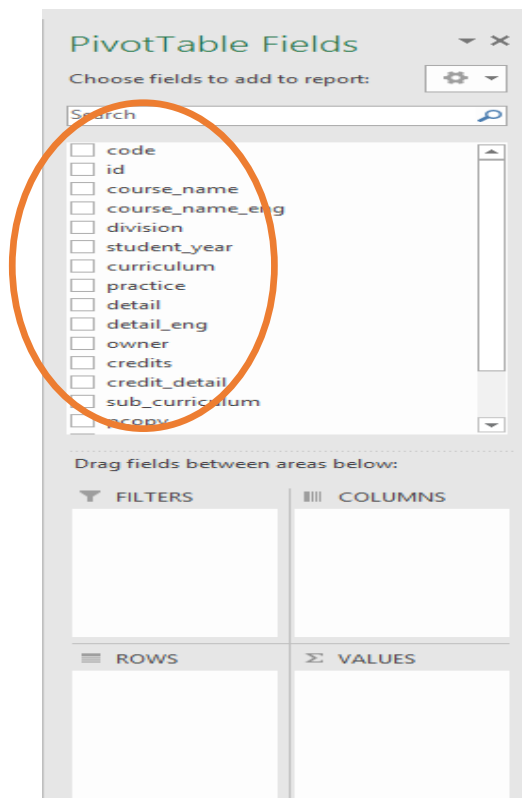 PivotTable Fields
Choose fields to add to report:
Search
code
id
course_name
course_name_eng
division
student_year
curriculum
practice
detail
detail_eng
owner
credits
credit_detail
sub_curriculum
pcopy
Drag fields between areas below:
FILTERS
COLUMNS
ROWS
Σ VALUES